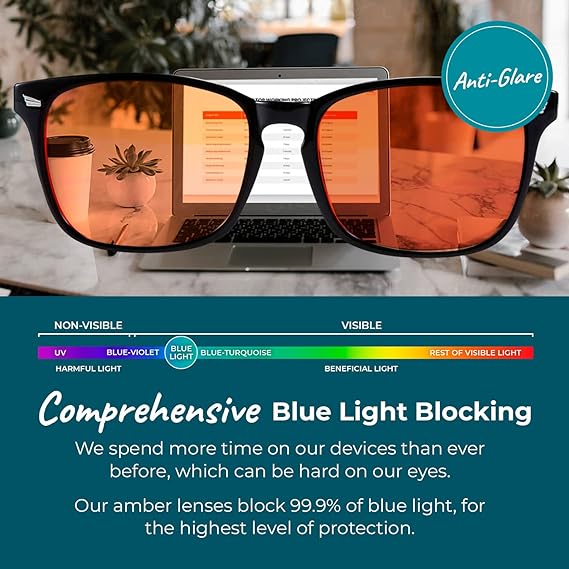 Anti-Glare
NON-VISIBLE
VISIBLE
UV
BLUE-VIOLET
BLUE
LIGHT
BLUE-TURQUOISE
REST OF VISIBLE LIGHT
HARMFUL LIGHT
BENEFICIAL LIGHT
Comprehensive Blue Light Blocking
We spend more time on our devices than ever
before, which can be hard on our eyes.
Our amber lenses block 99.9% of blue light, for
the highest level of protection.